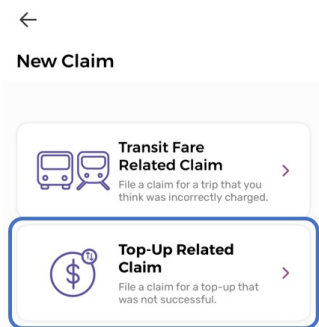 New Claim
Transit Fare
Related Claim
File a claim for a trip that you
think was incorrectly charged.
Top-Up Related
Claim
$
File a claim for a top-up that
was not successful.